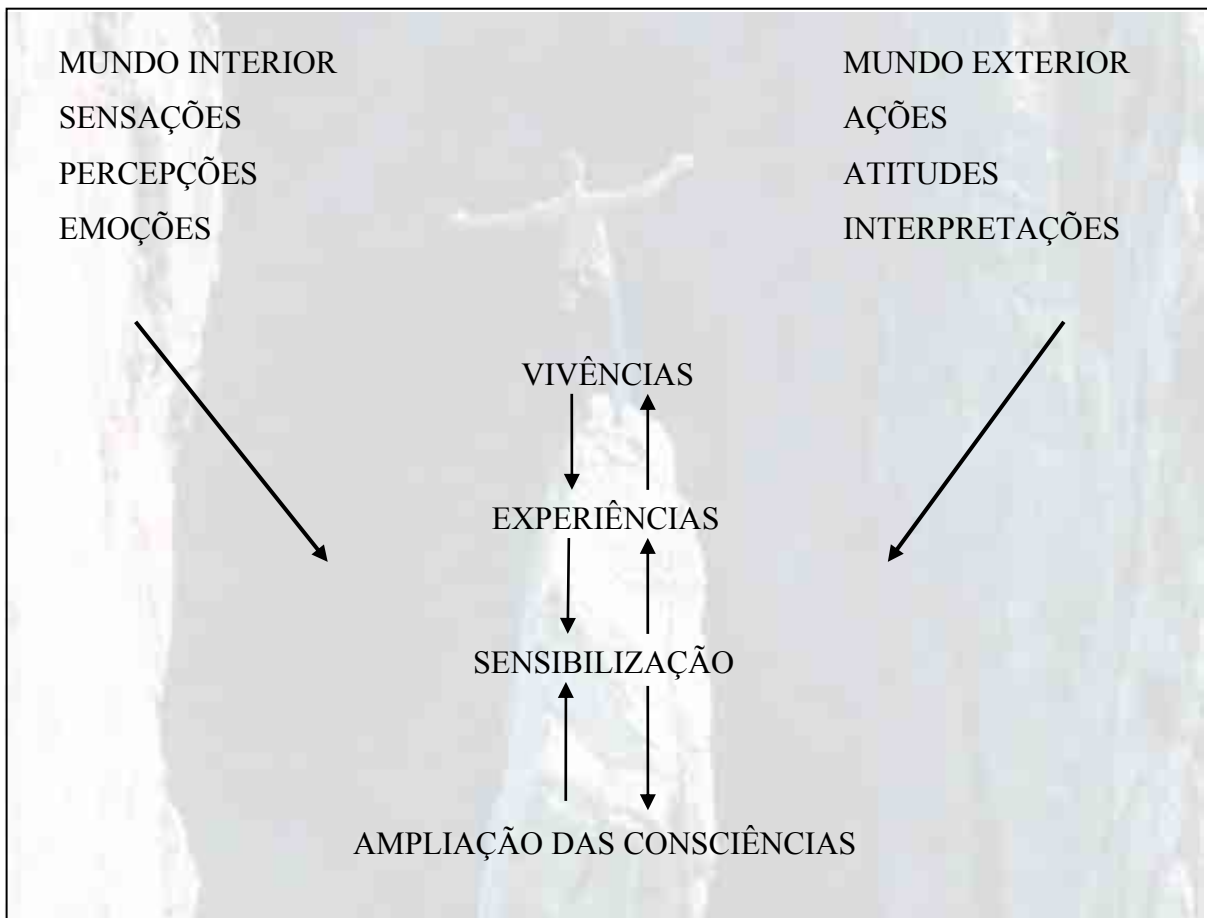 MUNDO INTERIOR
SENSAÇÕES
PERCEPÇÕES
EMOÇÕES
MUNDO EXTERIOR
AÇÕES
ATITUDES
INTERPRETAÇÕES
VIVÊNCIAS
EXPERIÊNCIAS
SENSIBILIZAÇÃO
AMPLIAÇÃO DAS CONSCIÊNCIAS